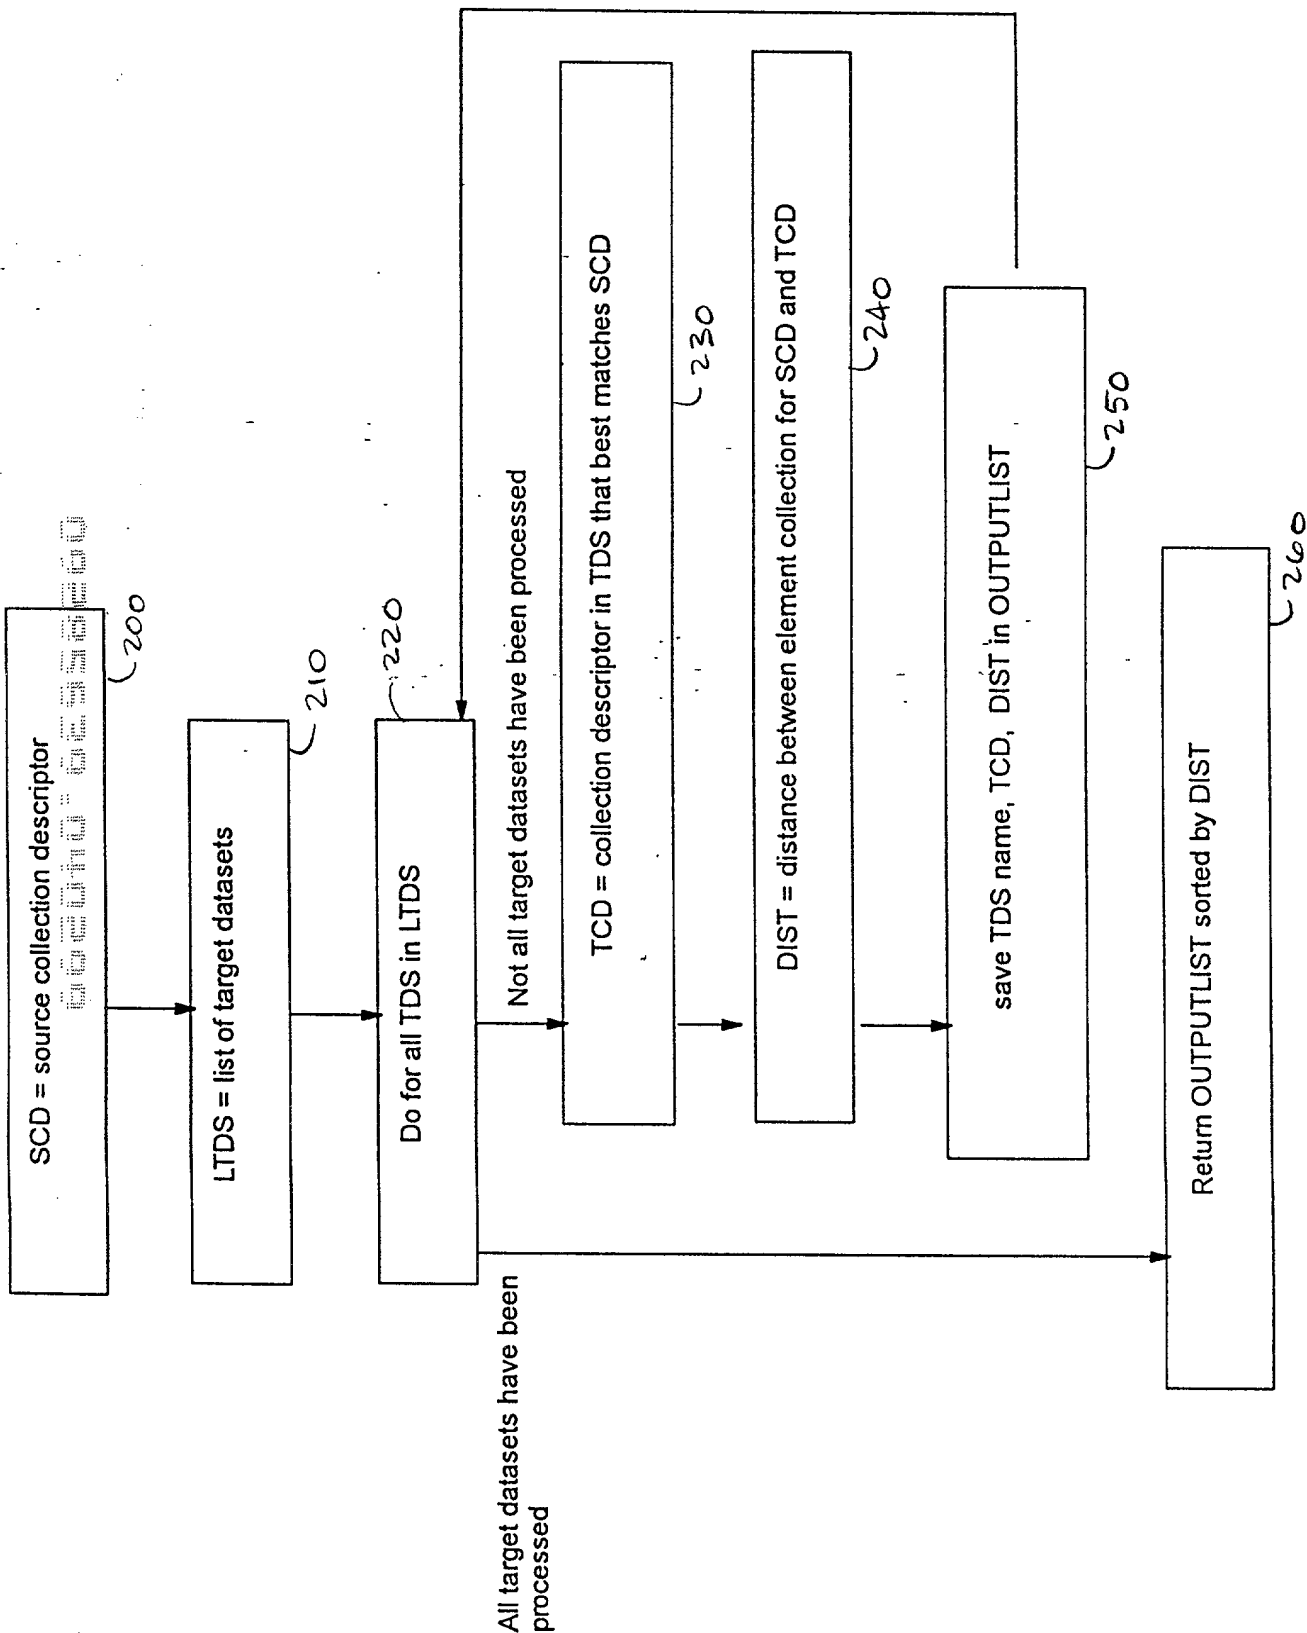 SCD = source collection descriptor
200
LTDS = list of target datasets
210
Do for all TDS in LTDS
220
Not all target datasets have been processed
TCD = collection descriptor in TDS that best matches SCD
230
DIST = distance between element collection for SCD and TCD
240
save TDS name, TCD, DIST in OUTPUTLIST
250
All target datasets have been
processed
Return OUTPUTLIST sorted by DIST
260